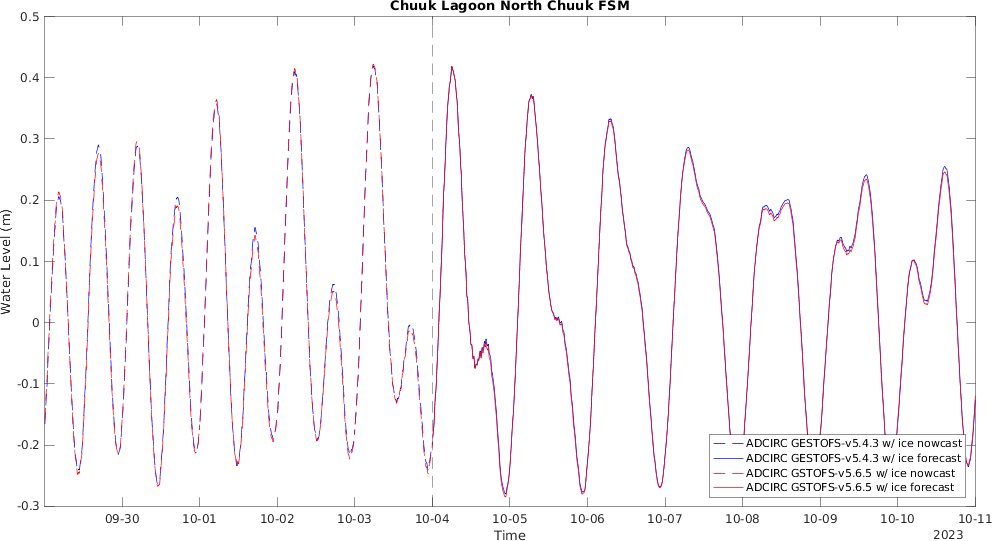 Chuuk Lagoon North Chuuk FSM
0.5
0.4
0.3
0.2
0.1
0
-0.1
-0.2
-0.3
Water Level (m)
ADCIRC GESTOFS-v5.4.3 w/ ice nowcast
ADCIRC GESTOFS-v5.4.3 w/ ice forecast
ADCIRC GSTOFS-v5.6.5 w/ ice nowcast
ADCIRC GSTOFS-v5.6.5 w/ ice forecast
09-30 10-01 10-02 10-03 10-04 10-05 10-06 10-07 10-08 10-09 10-10 10-11
Time
2023